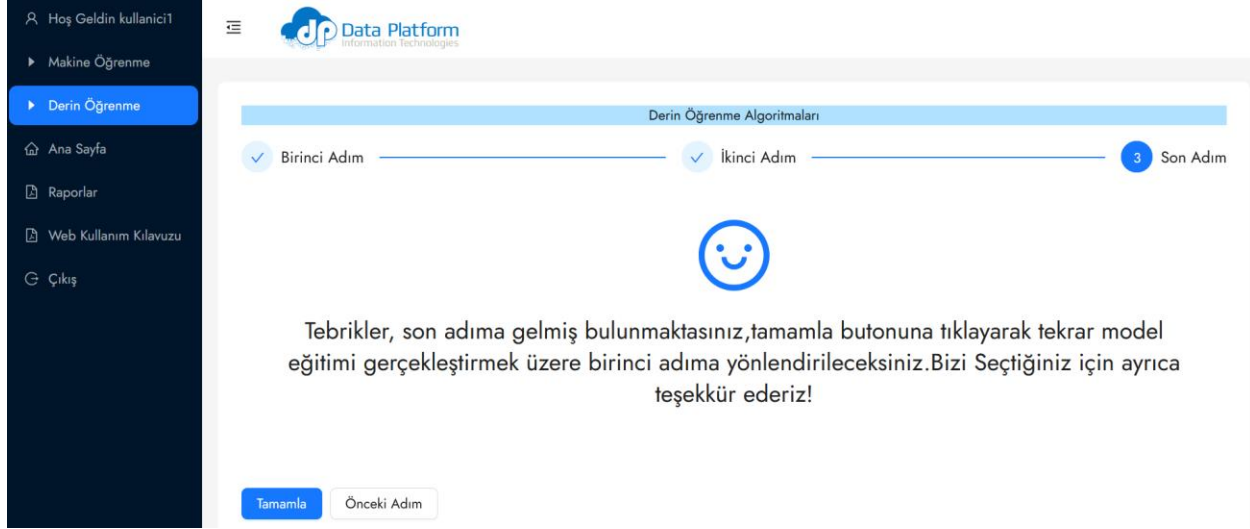 Hoş Geldin kullanici1
Makine Öğrenme
Derin Öğrenme
Ana Sayfa
Raporlar
Web Kullanım Kılavuzu
Çıkış
dp Data Platform
Information Technologies
Derin Öğrenme Algoritmaları
Birinci Adım
İkinci Adım
3 Son Adım
Tebrikler, son adıma gelmiş bulunmaktasınız,tamamla butonuna tıklayarak tekrar model
eğitimi gerçekleştirmek üzere birinci adıma yönlendirileceksiniz.Bizi Seçtiğiniz için ayrıca
teşekkür ederiz!
Tamamla
Önceki Adım